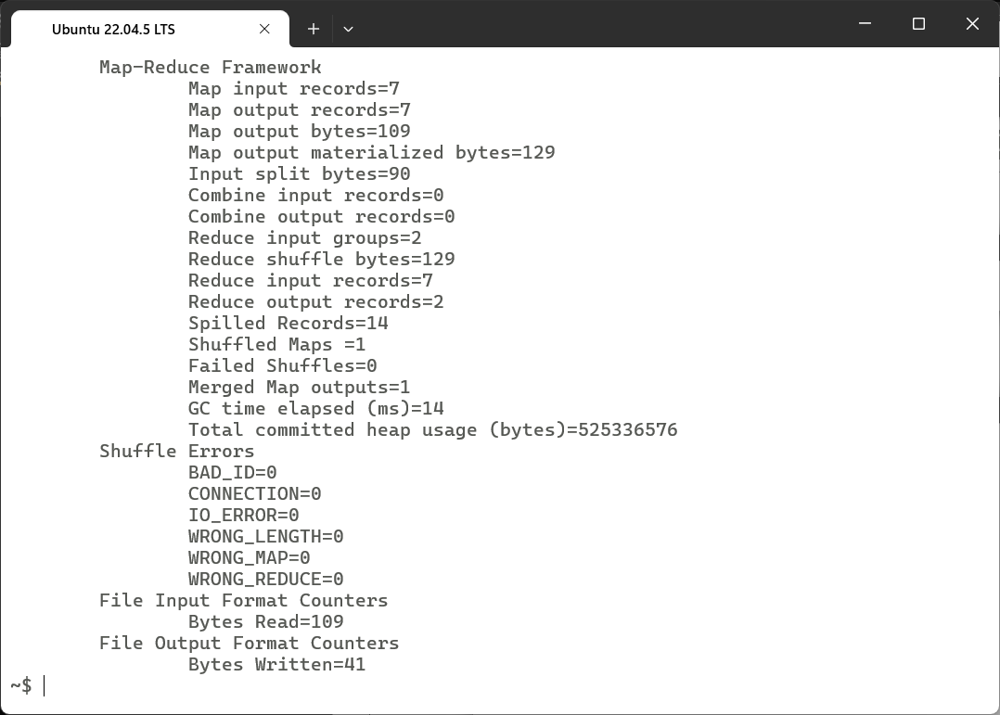 Ubuntu 22.04.5 LTS
Map-Reduce Framework
Map input records=7
Map output records=7
Map output bytes=109
Map output materialized bytes=129
Input split bytes=90
Combine input records=0
Combine output records=0
Reduce input groups=2
Reduce shuffle bytes=129
Reduce input records=7
Reduce output records=2
Spilled Records=14
Shuffled Maps =1
Failed Shuffles=0
Merged Map outputs=1
GC time elapsed (ms)=14
Total committed heap usage (bytes)=525336576
Shuffle Errors
BAD_ID=0
CONNECTION=0
IO_ERROR=0
WRONG_LENGTH=0
WRONG_MAP=0
WRONG_REDUCE=0
File Input Format Counters
Bytes Read=109
File Output Format Counters
Bytes Written=41
~$